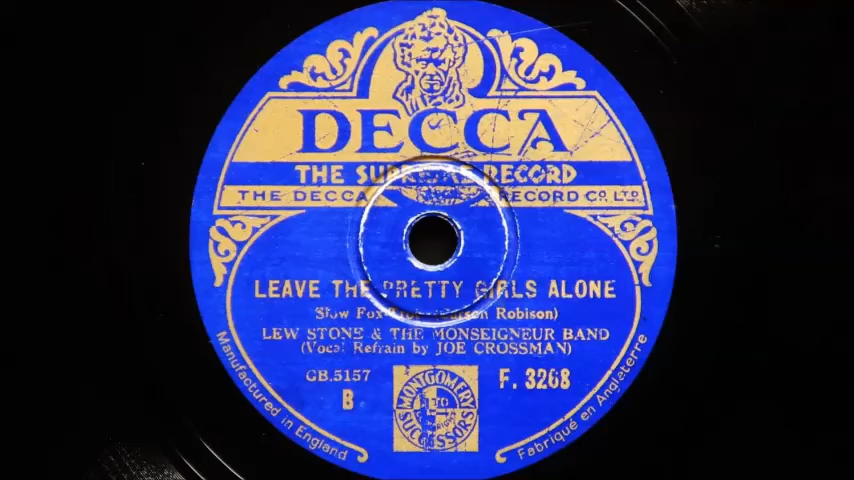 DECCA
THE SUPREME RECORD
THE DECCA RECORD CO. LTD.
LEAVE THE PRETTY GIRLS ALONE
Slow Fox Robison)
LEW STONE & THE MONSEIGNEUR BAND
(Vocal Refrain by JOE CROSSMAN)
GB.5157
B
F. 3268
MONTGOMERY
SUCCESSORS
Manufactured in England
Fabriqué en Angleterre